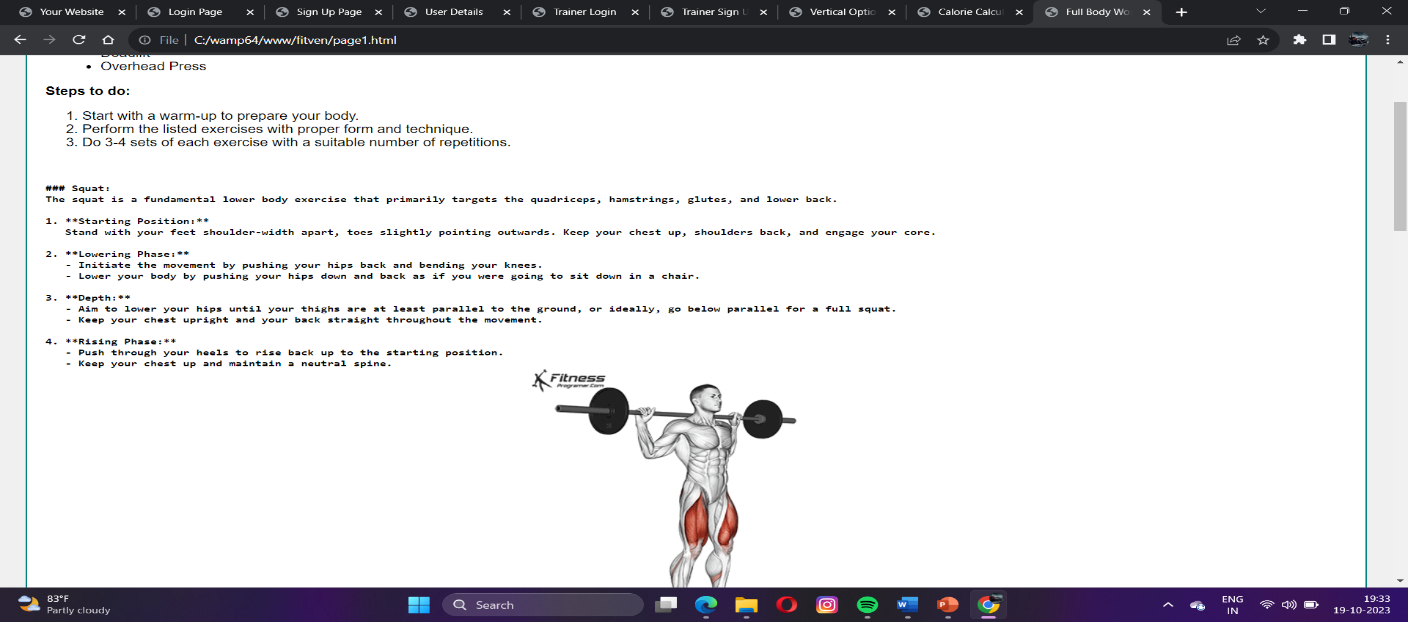 Your Website
Login Page
Sign Up Page
User Details
Trainer Login
Trainer Sign U
Vertical Optio
Calorie Calcul
Full Body Wo
File | C:/wamp64/www/fitven/page1.html
• Overhead Press
Steps to do:
1. Start with a warm-up to prepare your body.
2. Perform the listed exercises with proper form and technique.
3. Do 3-4 sets of each exercise with a suitable number of repetitions.
### Squat:
The squat is a fundamental lower body exercise that primarily targets the quadriceps, hamstrings, glutes, and lower back.
1. **Starting Position:**
Stand with your feet shoulder-width apart, toes slightly pointing outwards. Keep your chest up, shoulders back, and engage your core.
2. **Lowering Phase:**
- Initiate the movement by pushing your hips back and bending your knees.
- Lower your body by pushing your hips down and back as if you were going to sit down in a chair.
3. **Depth:**
- Aim to lower your hips until your thighs are at least parallel to the ground, or ideally, go below parallel for a full squat.
- Keep your chest upright and your back straight throughout the movement.
4. **Rising Phase:**
- Push through your heels to rise back up to the starting position.
- Keep your chest up and maintain a neutral spine.
Fitness
Programer.Com
83°F
Partly cloudy
Search
ENG
IN
19:33
19-10-2023